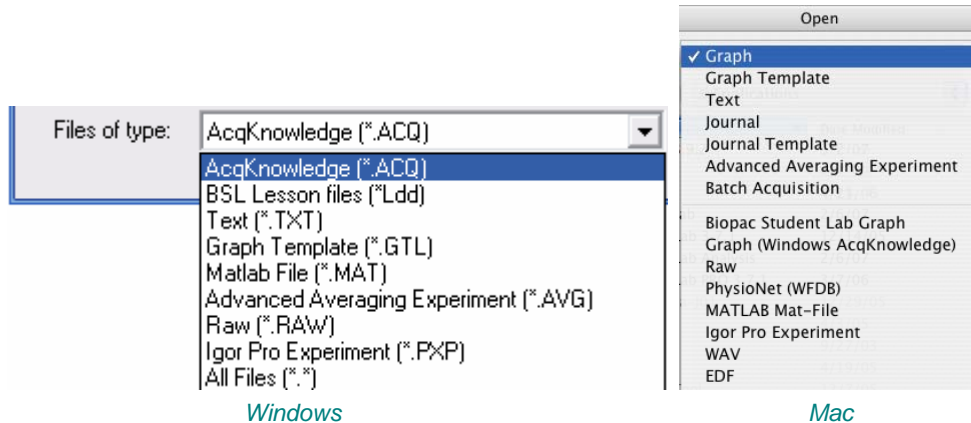 Files of type:
AcqKnowledge (*.ACQ)
AcqKnowledge (*.ACQ)
BSL Lesson files (*Ldd)
Text (*.TXT)
Graph Template (*.GTL)
Matlab File (*.MAT)
Advanced Averaging Experiment (*.AVG)
Raw (*.RAW)
Igor Pro Experiment (*.PXP)
All Files (*.*)
Windows
Open
✓ Graph
Graph Template
Text
Journal
Journal Template
Advanced Averaging Experiment
Batch Acquisition
Biopac Student Lab Graph
Graph (Windows AcqKnowledge)
Raw
PhysioNet (WFDB)
MATLAB Mat-File
Igor Pro Experiment
WAV
EDF
Mac